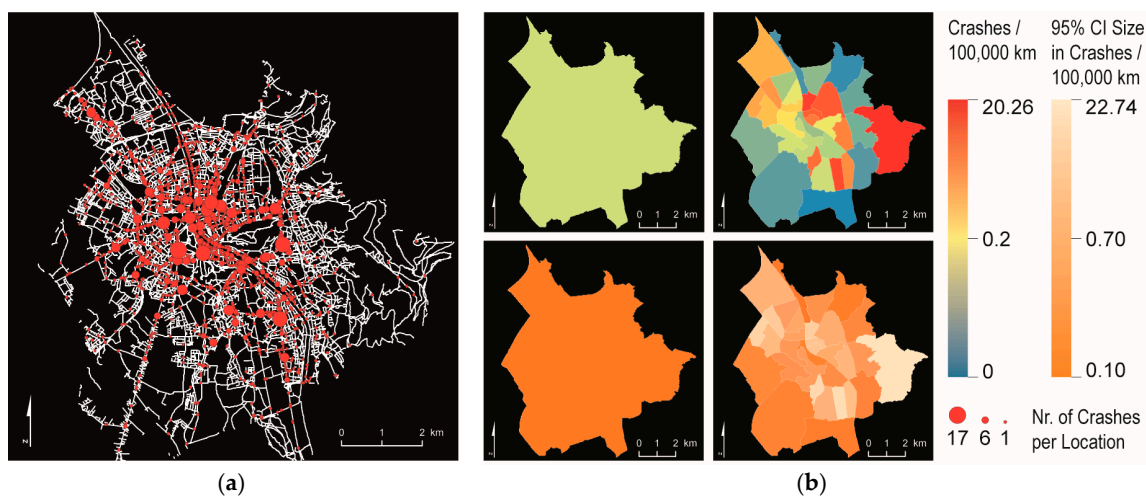 z
0 1 2 km
z
0 1 2 km
z
0 1 2 km
z
0 1 2 km
z
0 1 2 km
Crashes /
100,000 km
20.26
0.2
0
95% CI Size
in Crashes /
100,000 km
22.74
0.70
0.10
17 6 1
Nr. of Crashes
per Location
(a)
(b)